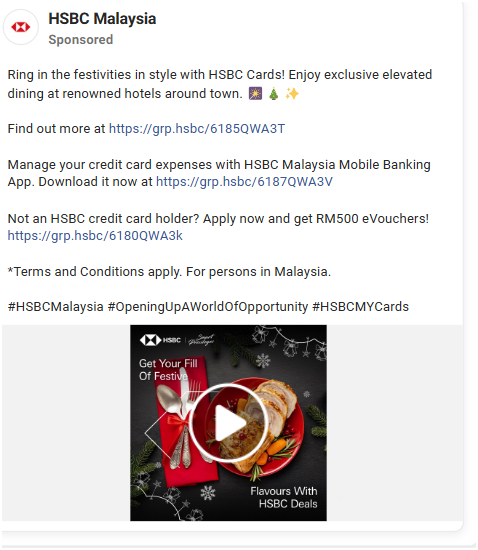 HSBC Malaysia
Sponsored
Ring in the festivities in style with HSBC Cards! Enjoy exclusive elevated
dining at renowned hotels around town. 🎆 🎄 ✨
Find out more at https://grp.hsbc/6185QWA3T
Manage your credit card expenses with HSBC Malaysia Mobile Banking
App. Download it now at https://grp.hsbc/6187QWA3V
Not an HSBC credit card holder? Apply now and get RM500 eVouchers!
https://grp.hsbc/6180QWA3k
*Terms and Conditions apply. For persons in Malaysia.
#HSBCMalaysia #OpeningUpAWorldOfOpportunity #HSBCMYCards
HSBC | Smart Privileges
Get Your Fill
Of Festive
Flavours With
HSBC Deals